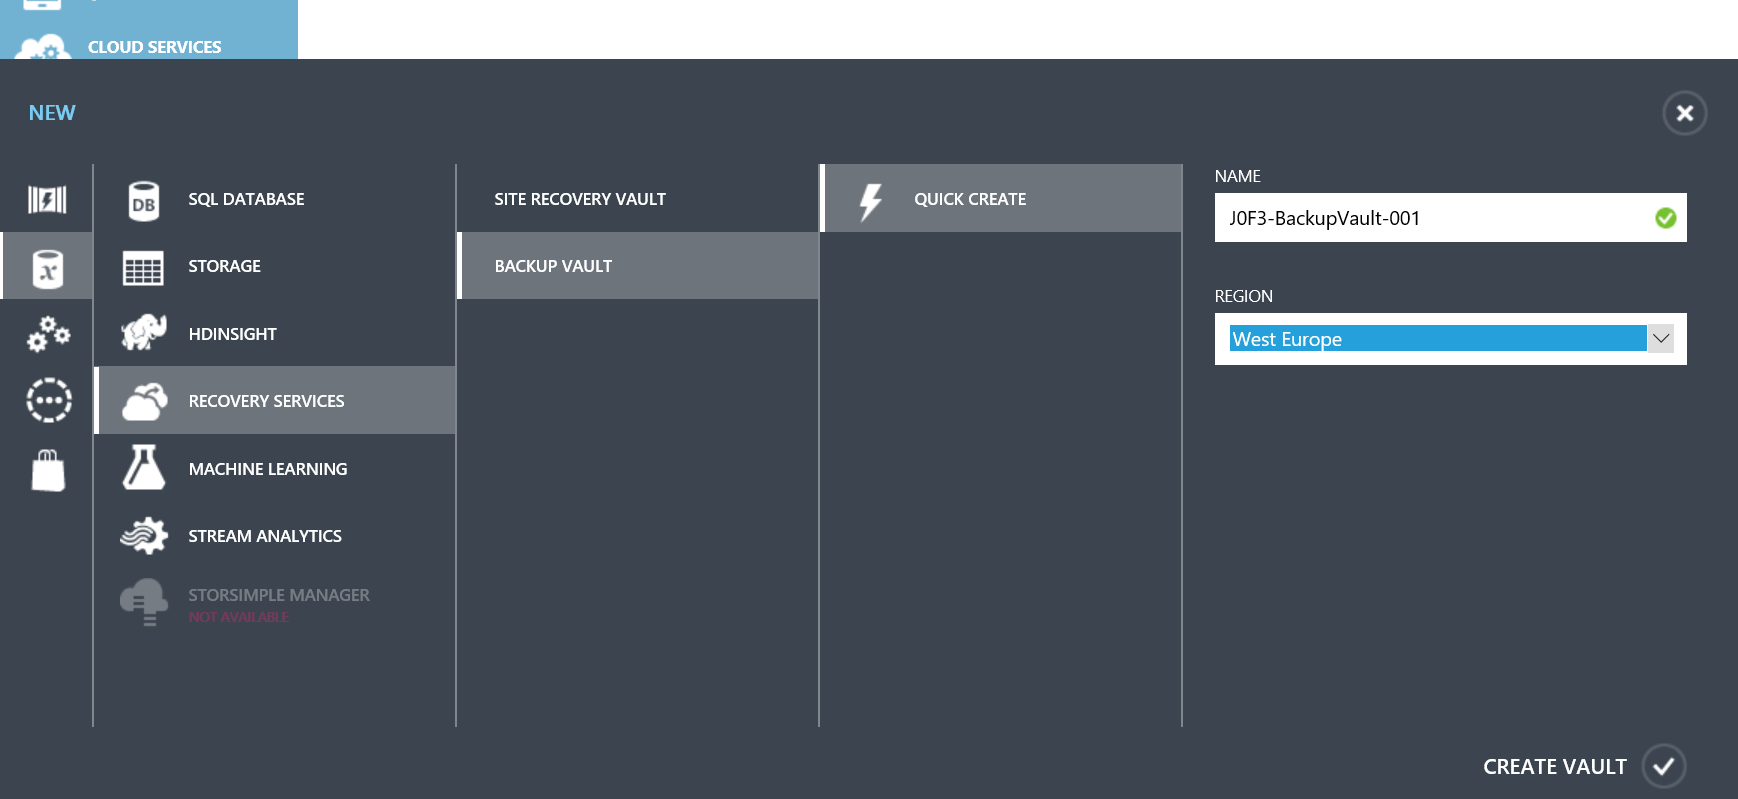 CLOUD SERVICES
NEW
SQL DATABASE
STORAGE
HDINSIGHT
RECOVERY SERVICES
MACHINE LEARNING
STREAM ANALYTICS
STORSIMPLE MANAGER
NOT AVAILABLE
SITE RECOVERY VAULT
BACKUP VAULT
QUICK CREATE
NAME
J0F3-BackupVault-001
REGION
West Europe
CREATE VAULT
DB
x